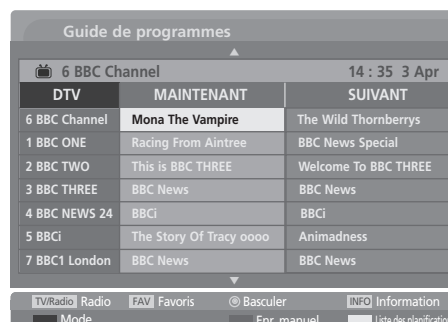 Guide de programmes
6 BBC Channel 14 : 35 3 Apr
DTV MAINTENANT SUIVANT
6 BBC Channel Mona The Vampire The Wild Thornberrys
1 BBC ONE Racing From Aintree BBC News Special
2 BBC TWO This is BBC THREE Welcome To BBC THREE
3 BBC THREE BBC News BBC News
4 BBC NEWS 24 BBCi BBCi
5 BBCi The Story Of Tracy oooo Animadness
7 BBC1 London BBC News BBC News
TV/Radio Radio FAV Favoris Basculer INFO Information
Mode Enr. manuel Liste des planification